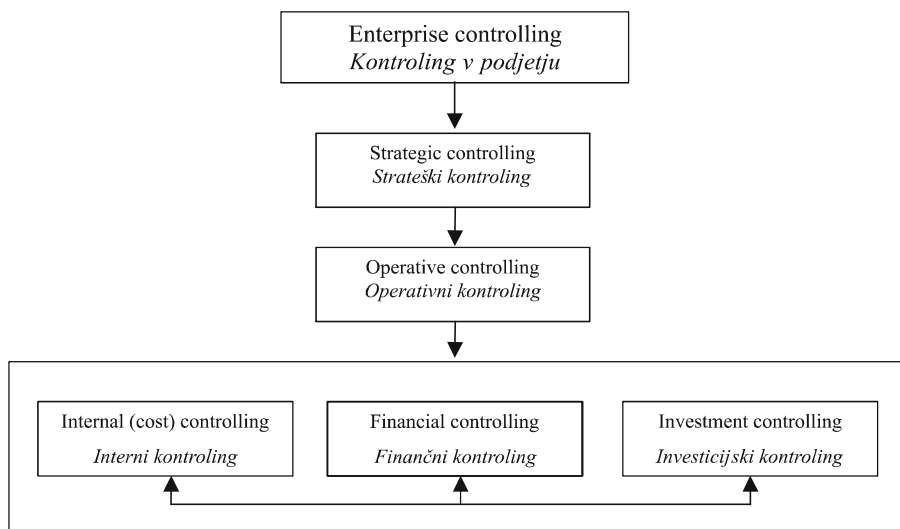 Enterprise controlling
Kontroling v podjetju
Strategic controlling
Strateški kontroling
Operative controlling
Operativni kontroling
Internal (cost) controlling
Interni kontroling
Financial controlling
Finančni kontroling
Investment controlling
Investicijski kontroling